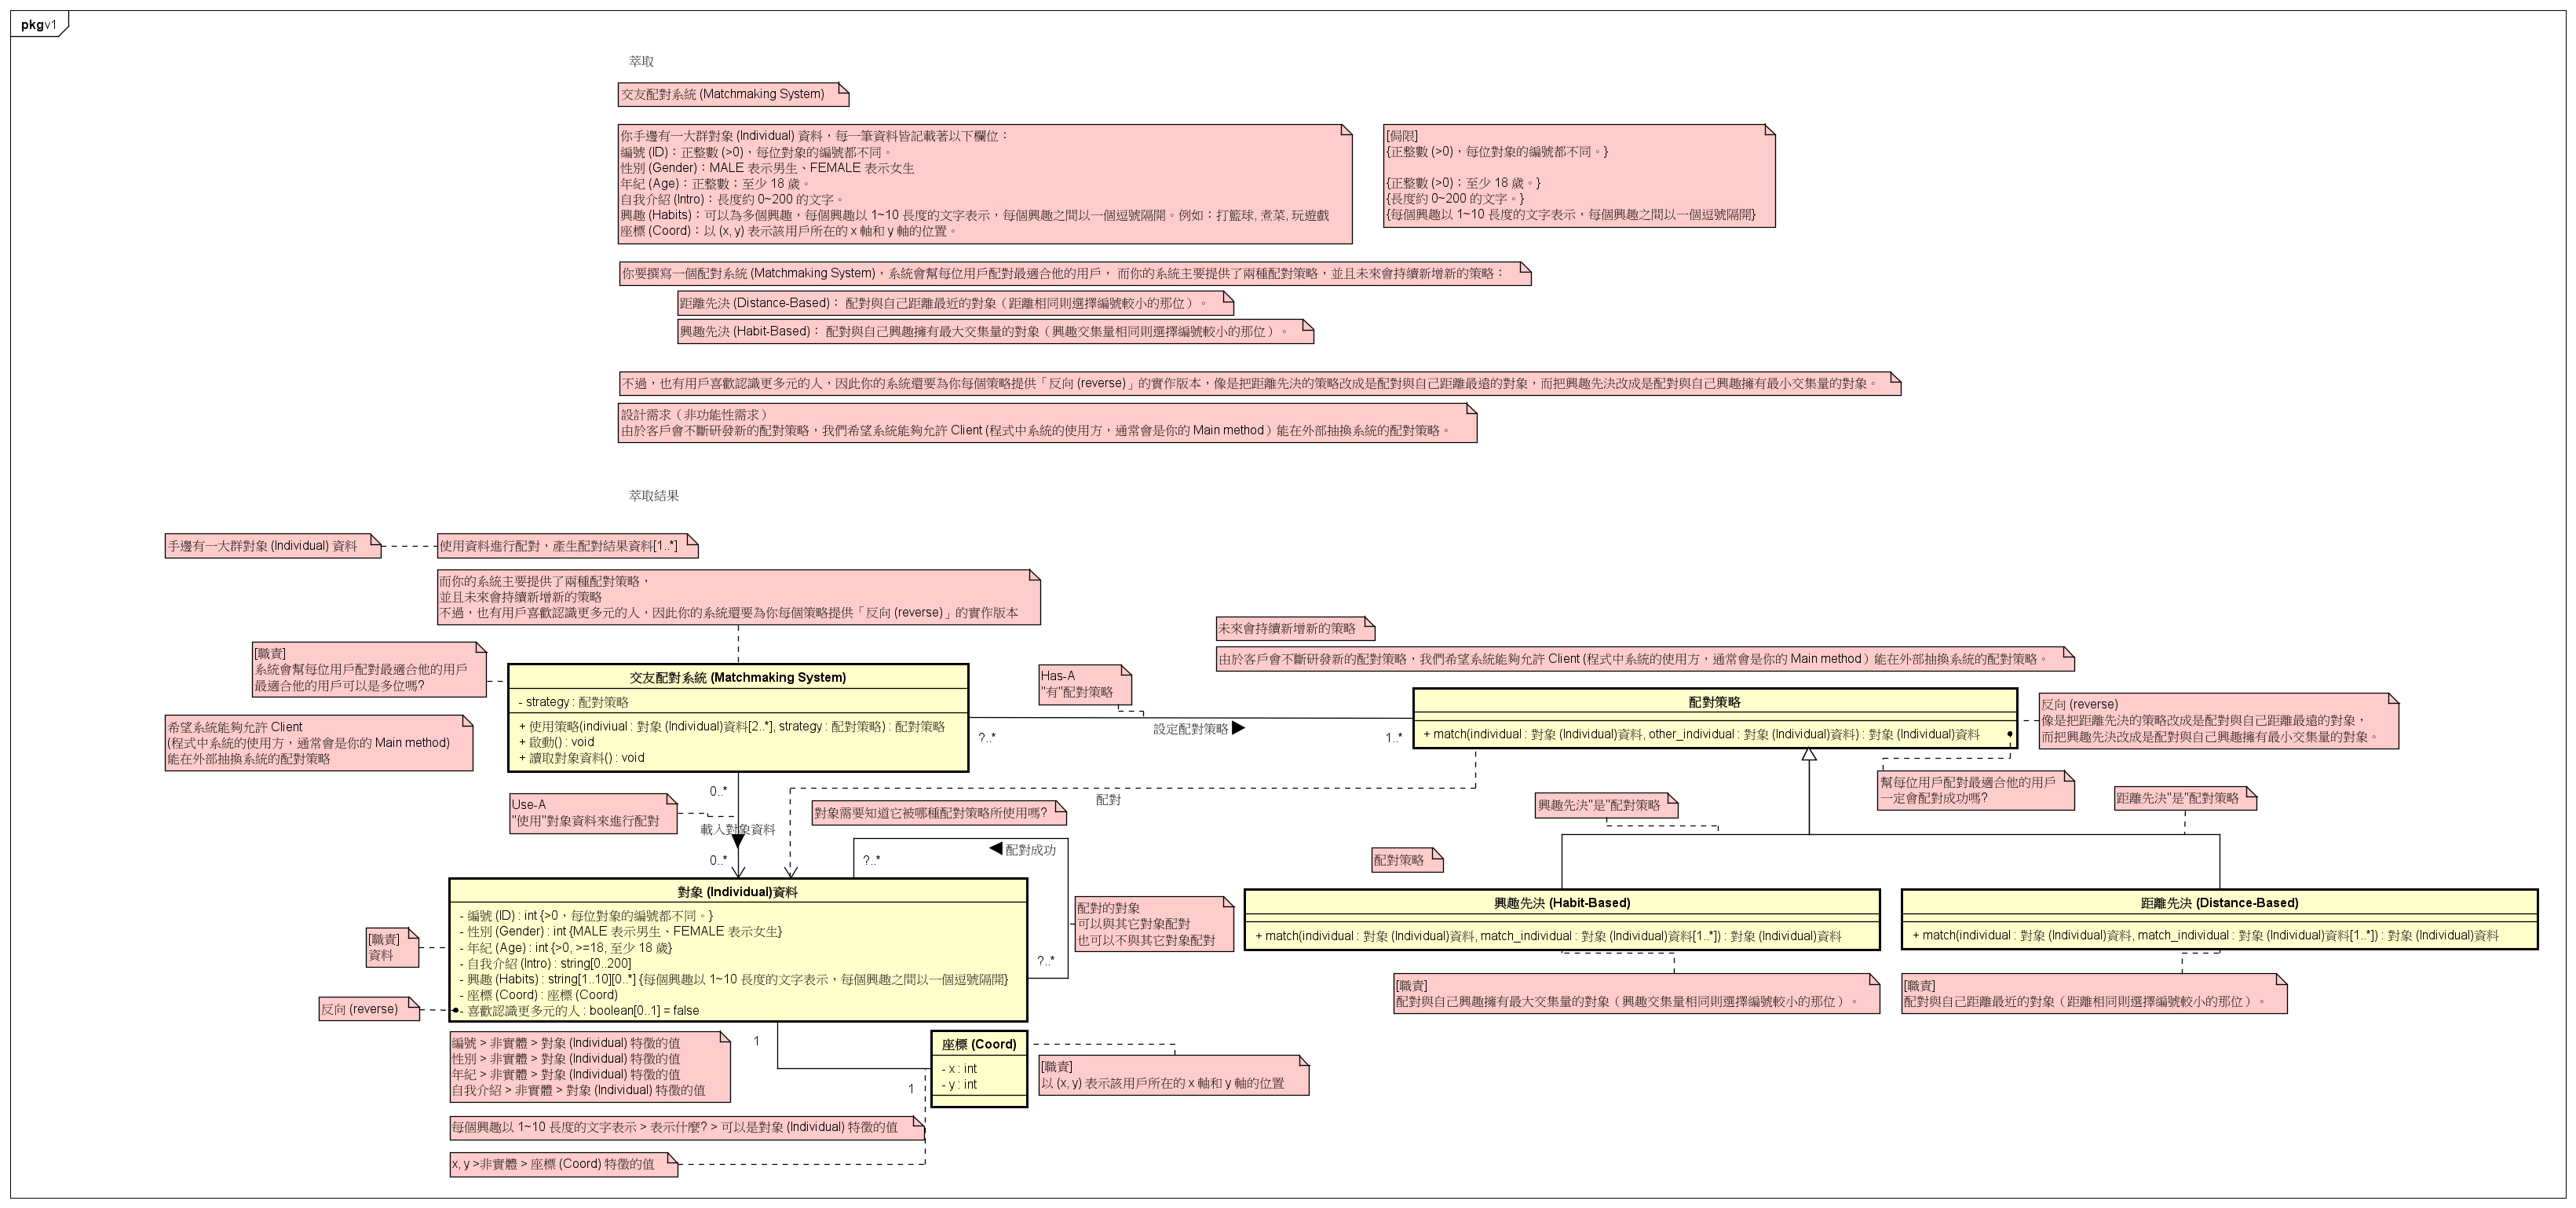 pkg v1
萃取
交友配對系統 (Matchmaking System)
你手邊有一大群對象 (Individual) 資料，每一筆資料皆記載著以下欄位：
編號 (ID)：正整數 (>0)，每位對象的編號都不同。
性別 (Gender)：MALE 表示男生、FEMALE 表示女生
年紀 (Age)：正整數；至少 18 歲。
自我介紹 (Intro)：長度約 0~200 的文字。
興趣 (Habits)：可以為多個興趣，每個興趣以 1~10 長度的文字表示，每個興趣之間以一個逗號隔開。例如：打籃球, 煮菜, 玩遊戲
座標 (Coord)：以 (x, y) 表示該用戶所在的 x 軸和 y 軸的位置。
[侷限]
{正整數 (>0)，每位對象的編號都不同。}
{正整數 (>0)；至少 18 歲。}
{長度約 0~200 的文字。}
{每個興趣以 1~10 長度的文字表示，每個興趣之間以一個逗號隔開}
你要撰寫一個配對系統 (Matchmaking System)，系統會幫每位用戶配對最適合他的用戶， 而你的系統主要提供了兩種配對策略，並且未來會持續新增新的策略：
距離先決 (Distance-Based)： 配對與自己距離最近的對象（距離相同則選擇編號較小的那位）。
興趣先決 (Habit-Based)： 配對與自己興趣擁有最大交集量的對象（興趣交集量相同則選擇編號較小的那位）。
不過，也有用戶喜歡認識更多元的人，因此你的系統還要為你每個策略提供「反向 (reverse)」的實作版本，像是把距離先決的策略改成是配對與自己距離最遠的對象，而把興趣先決改成是配對與自己興趣擁有最小交集量的對象。
設計需求（非功能性需求）
由於客戶會不斷研發新的配對策略，我們希望系統能夠允許 Client (程式中系統的使用方，通常會是你的 Main method）能在外部抽換系統的配對策略。
萃取結果
手邊有一大群對象 (Individual) 資料
使用資料進行配對，產生配對結果資料[1..*]
而你的系統主要提供了兩種配對策略，
並且未來會持續新增新的策略
不過，也有用戶喜歡認識更多元的人，因此你的系統還要為你每個策略提供「反向 (reverse)」的實作版本
未來會持續新增新的策略
由於客戶會不斷研發新的配對策略，我們希望系統能夠允許 Client (程式中系統的使用方，通常會是你的 Main method）能在外部抽換系統的配對策略。
[職責]
系統會幫每位用戶配對最適合他的用戶
最適合他的用戶可以是多位嗎?
希望系統能夠允許 Client
(程式中系統的使用方，通常會是你的 Main method)
能在外部抽換系統的配對策略
交友配對系統 (Matchmaking System)
- strategy : 配對策略
+ 使用策略(indiviual : 對象 (Individual)資料[2..*], strategy : 配對策略) : 配對策略
+ 啟動() : void
+ 讀取對象資料() : void
Has-A
"有"配對策略
設定配對策略
?..*
1..*
配對策略
+ match(individual : 對象 (Individual)資料, other_individual : 對象 (Individual)資料) : 對象 (Individual)資料
反向 (reverse)
像是把距離先決的策略改成是配對與自己距離最遠的對象，
而把興趣先決改成是配對與自己興趣擁有最小交集量的對象。
幫每位用戶配對最適合他的用戶
一定會配對成功嗎?
0..*
Use-A
"使用"對象資料來進行配對
載入對象資料
0..*
配對
對象需要知道它被哪種配對策略所使用嗎?
興趣先決"是"配對策略
距離先決"是"配對策略
配對成功
?..*
?..*
配對策略
對象 (Individual)資料
- 編號 (ID) : int {>0，每位對象的編號都不同。}
- 性別 (Gender) : int {MALE 表示男生、FEMALE 表示女生}
- 年紀 (Age) : int {>0, >=18, 至少 18 歲}
- 自我介紹 (Intro) : string[0..200]
- 興趣 (Habits) : string[1..10][0..*] {每個興趣以 1~10 長度的文字表示，每個興趣之間以一個逗號隔開}
- 座標 (Coord) : 座標 (Coord)
- 喜歡認識更多元的人 : boolean[0..1] = false
[職責]
資料
反向 (reverse)
配對的對象
可以與其它對象配對
也可以不與其它對象配對
興趣先決 (Habit-Based)
+ match(individual : 對象 (Individual)資料, match_individual : 對象 (Individual)資料[1..*]) : 對象 (Individual)資料
距離先決 (Distance-Based)
+ match(individual : 對象 (Individual)資料, match_individual : 對象 (Individual)資料[1..*]) : 對象 (Individual)資料
[職責]
配對與自己興趣擁有最大交集量的對象（興趣交集量相同則選擇編號較小的那位）。
[職責]
配對與自己距離最近的對象（距離相同則選擇編號較小的那位）。
編號 > 非實體 > 對象 (Individual) 特徵的值
性別 > 非實體 > 對象 (Individual) 特徵的值
年紀 > 非實體 > 對象 (Individual) 特徵的值
自我介紹 > 非實體 > 對象 (Individual) 特徵的值
1
1
座標 (Coord)
- x : int
- y : int
[職責]
以 (x, y) 表示該用戶所在的 x 軸和 y 軸的位置
每個興趣以 1~10 長度的文字表示 > 表示什麼? > 可以是對象 (Individual) 特徵的值
x, y >非實體 > 座標 (Coord) 特徵的值